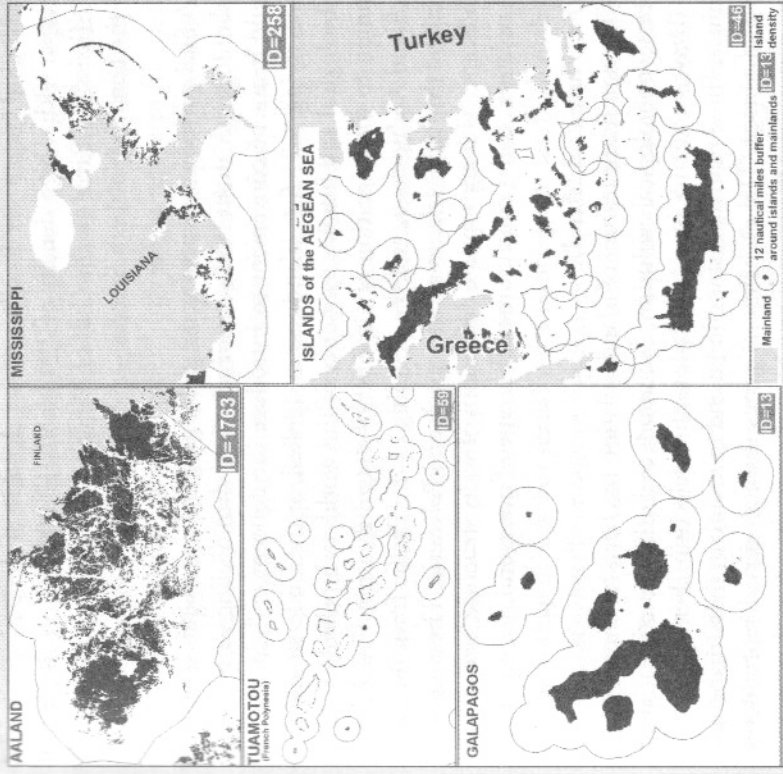 AALAND
FINLAND
ID=1763
MISSISSIPPI
LOUISIANA
ID=258
TUAMOTOU
(French Polynesia)
ID=59
ISLANDS of the AEGEAN SEA
Turkey
Greece
ID=46
GALAPAGOS
ID=13
Mainland
12 nautical miles buffer
around islands and mainlands
ID=13
Island
density